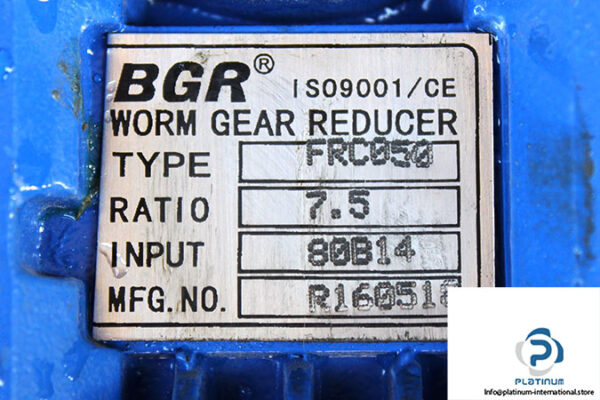 BGR® ISO9001/CE
WORM GEAR REDUCER
TYPE FRC050
RATIO 7.5
INPUT 80B14
MFG.NO.
PLATINUM
Info@platinum-international.store